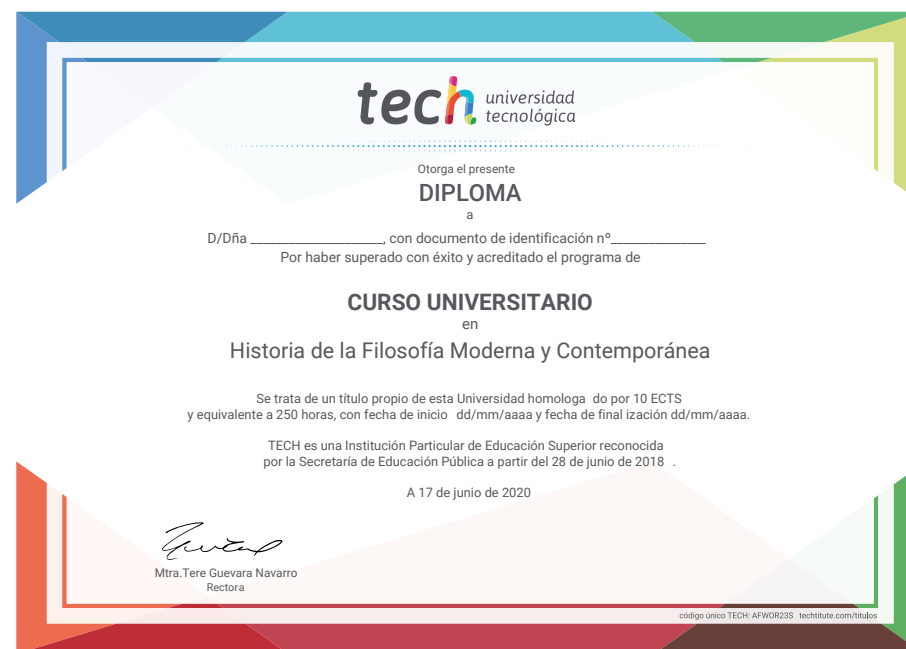 tech universidad
tecnológica
Otorga el presente
DIPLOMA
a
D/Dña ____________________, con documento de identificación nº______________
Por haber superado con éxito y acreditado el programa de
CURSO UNIVERSITARIO
en
Historia de la Filosofía Moderna y Contemporánea
Se trata de un título propio de esta Universidad homologa do por 10 ECTS
y equivalente a 250 horas, con fecha de inicio dd/mm/aaaa y fecha de final ización dd/mm/aaaa.
TECH es una Institución Particular de Educación Superior reconocida
por la Secretaría de Educación Pública a partir del 28 de junio de 2018 .
A 17 de junio de 2020
Mtra.Tere Guevara Navarro
Rectora
código único TECH: AFWOR23S techtitute.com/titulos